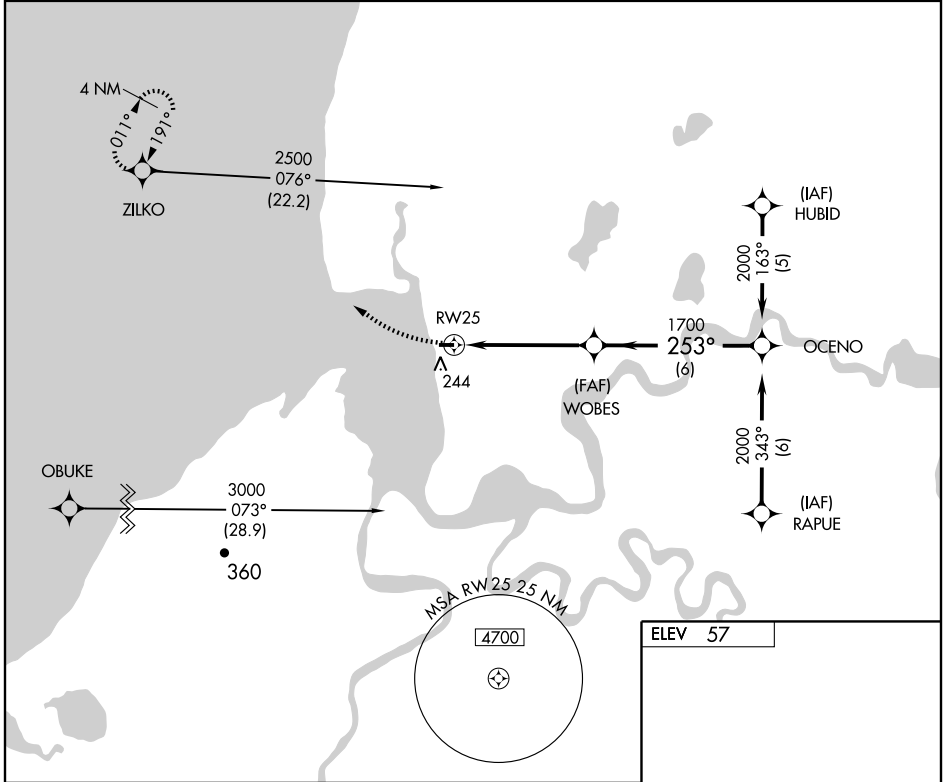 4 NM
011°
191°
ZILKO
2500
076°
(22.2)
(IAF)
HUBID
2000
163°
(5)
RW25
244
1700
253°
(6)
OCENO
(FAF)
WOBES
2000
343°
(6)
(IAF)
RAPUE
OBUKE
3000
073°
(28.9)
360
MSA RW25 25 NM
4700
ELEV 57